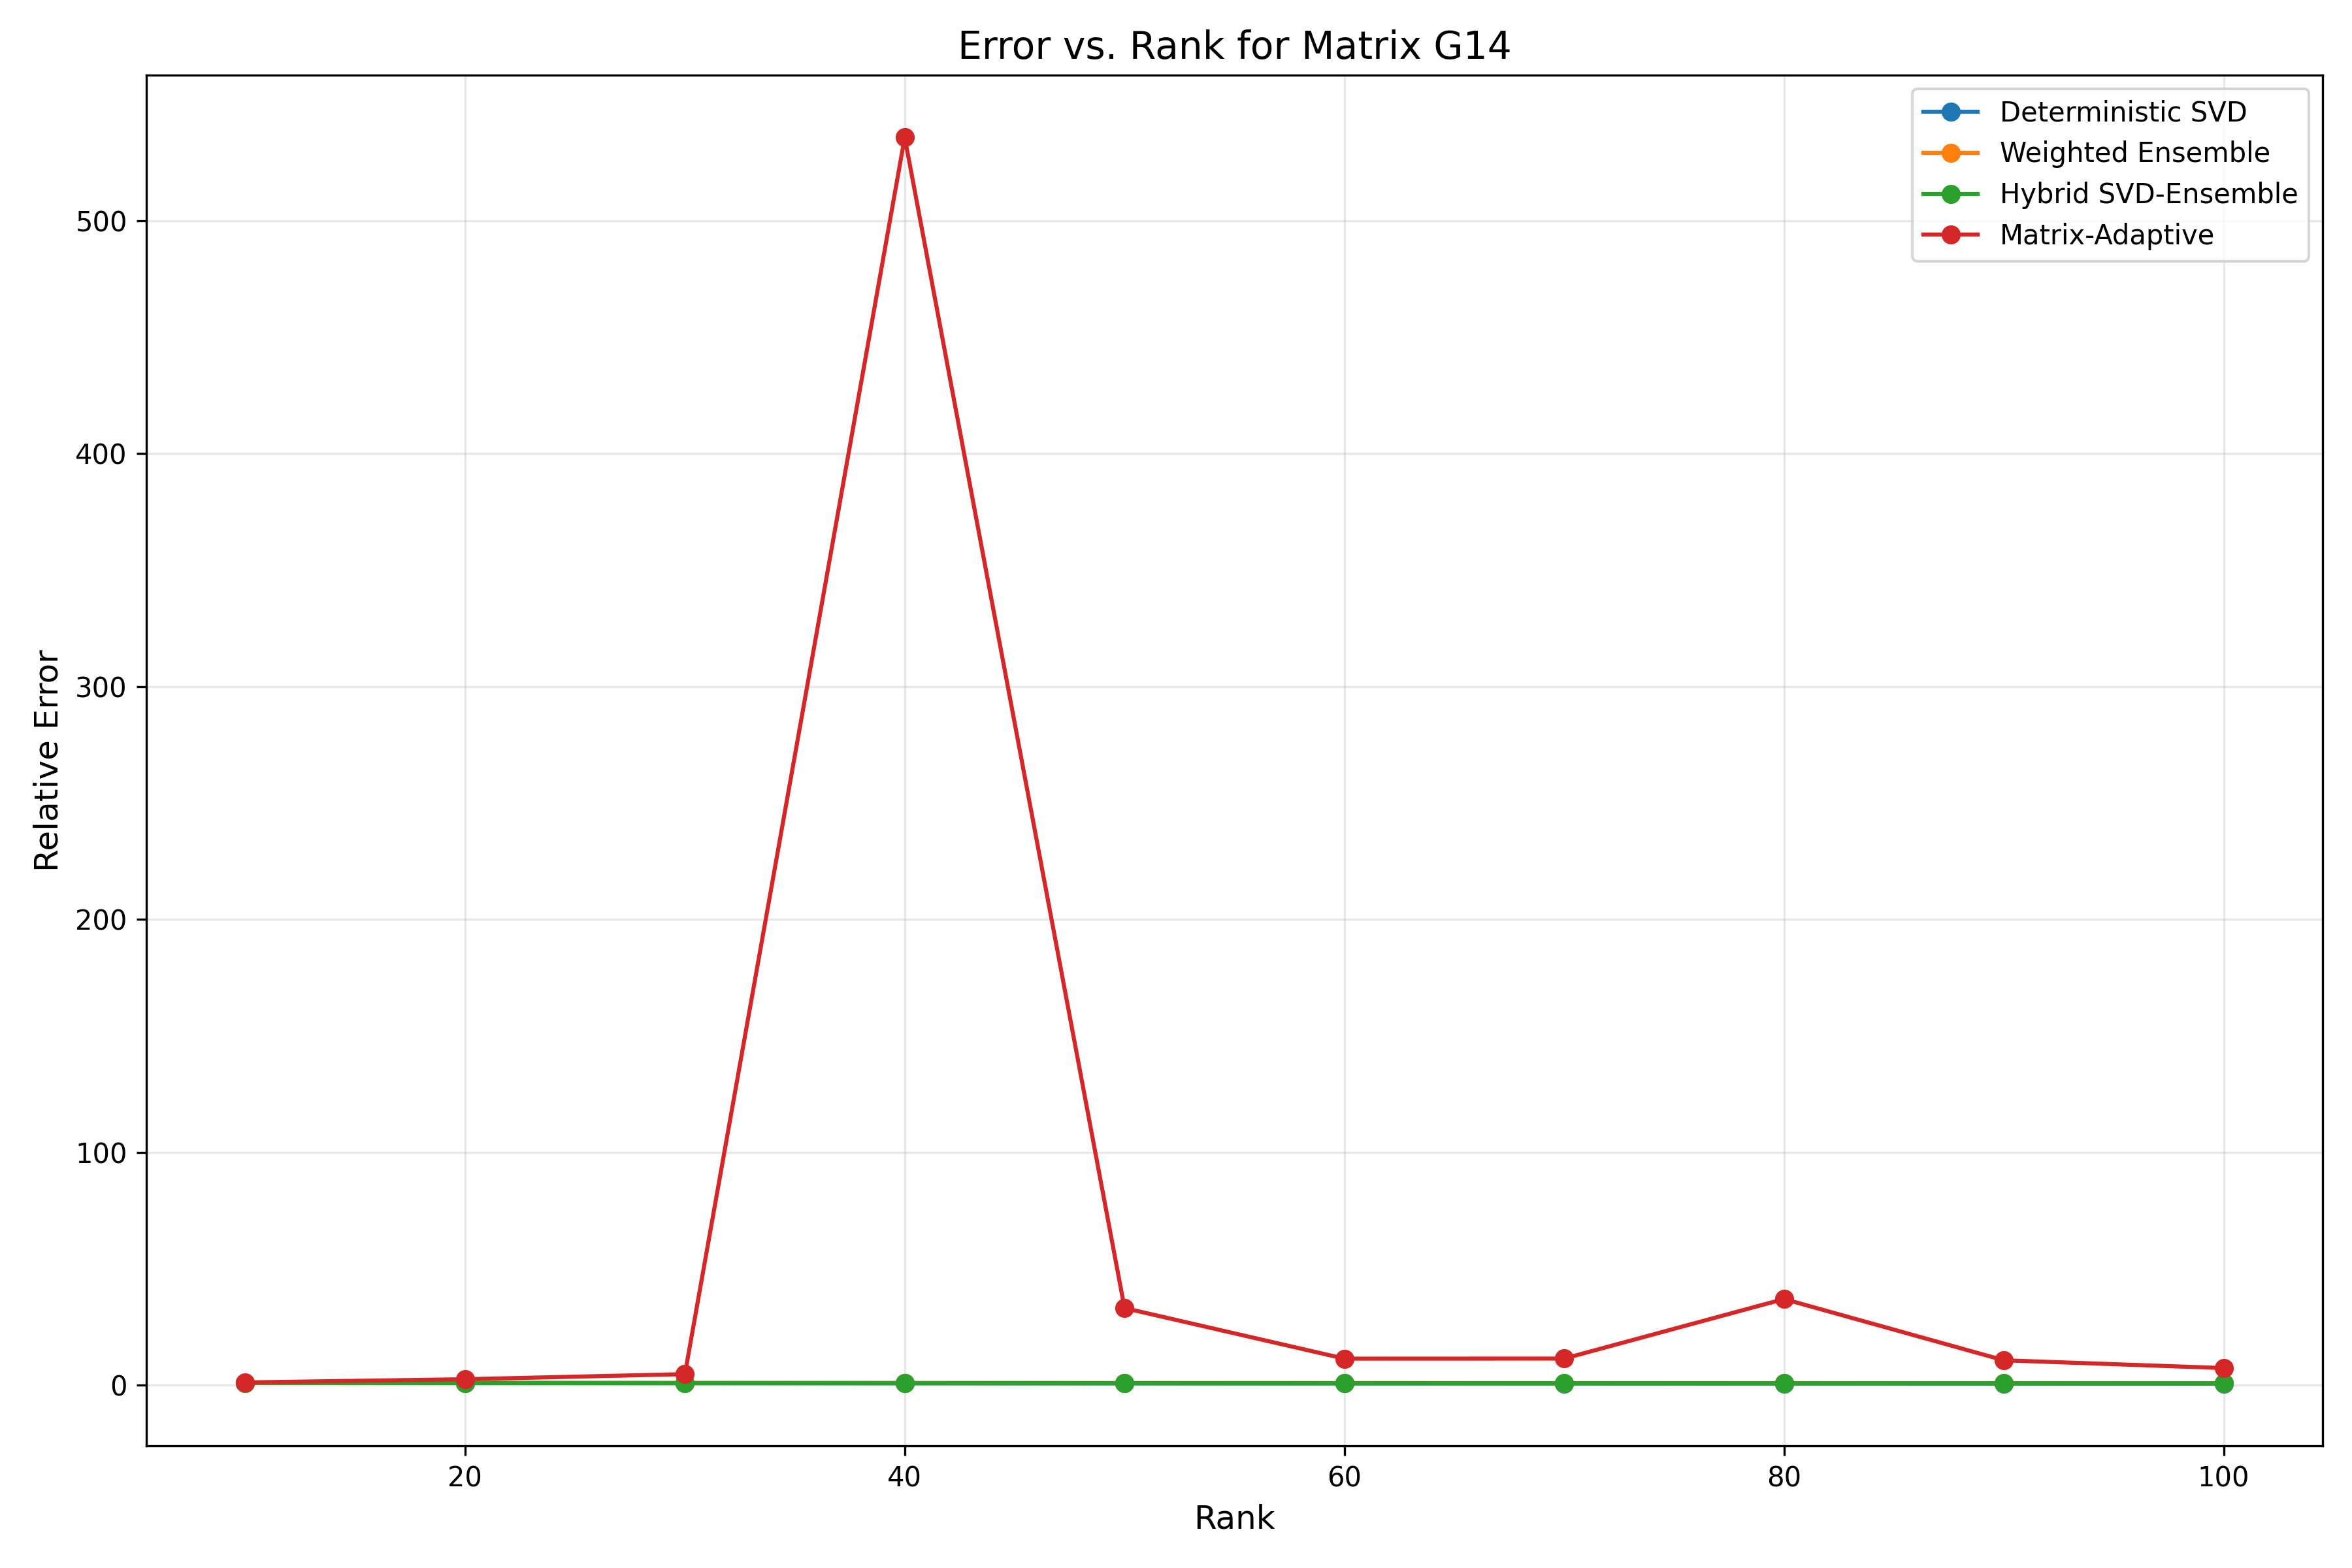 Error vs. Rank for Matrix G14
Deterministic SVD
Weighted Ensemble
Hybrid SVD-Ensemble
Matrix-Adaptive
Relative Error
500
400
300
200
100
0
20 40 60 80 100
Rank